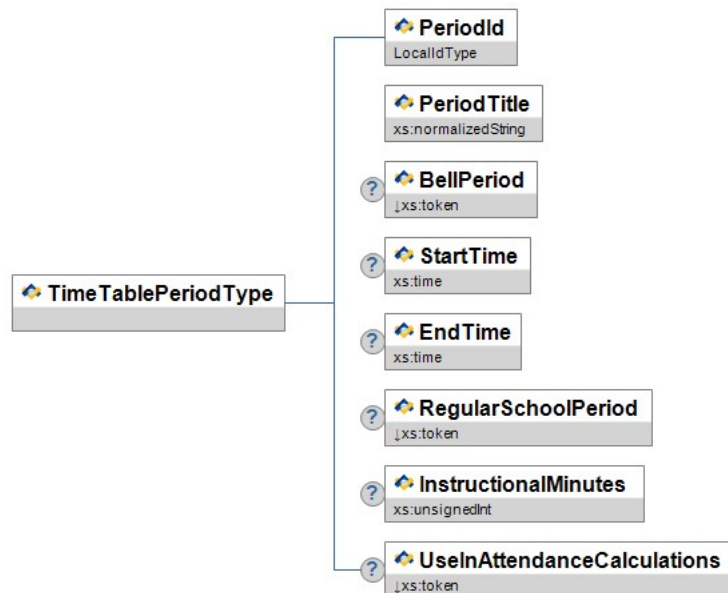 PeriodId
LocalIdType
PeriodTitle
xs:normalizedString
?
BellPeriod
↓xs:token
?
StartTime
xs:time
TimeTablePeriodType
?
EndTime
xs:time
?
RegularSchoolPeriod
↓xs:token
?
InstructionalMinutes
xs:unsignedInt
?
UseInAttendanceCalculations
↓xs:token